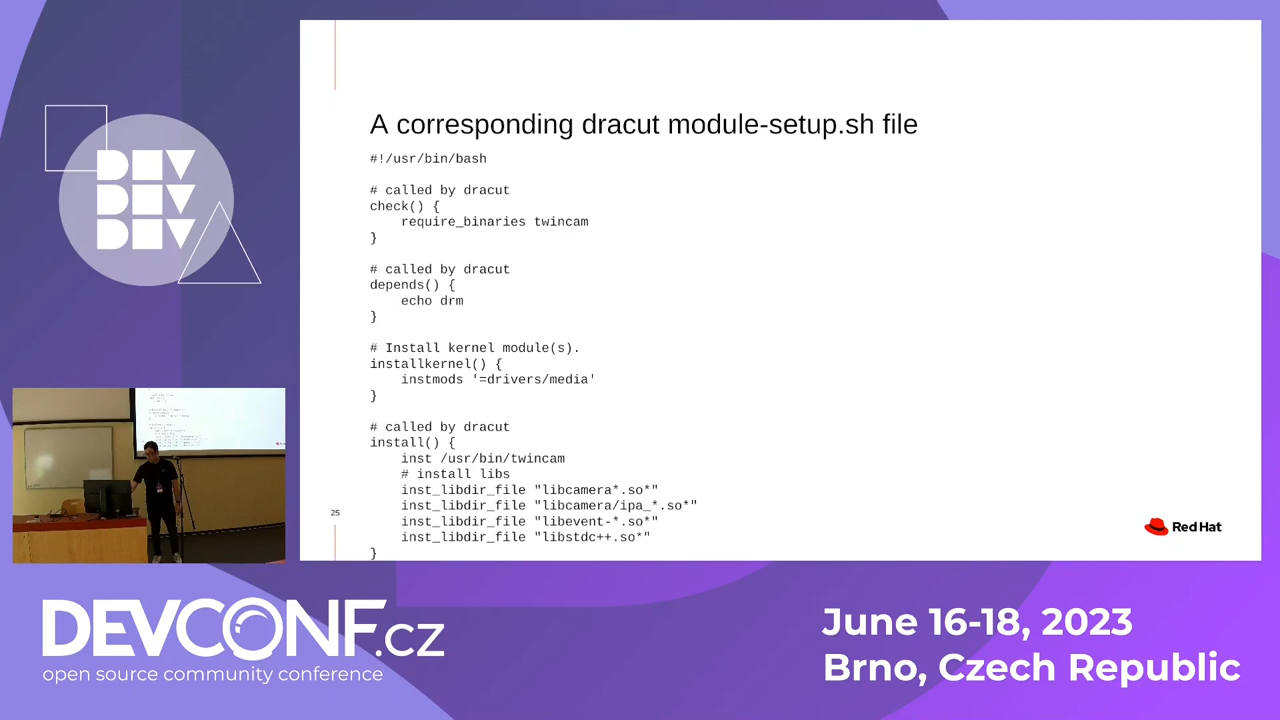 DEV
DEV
DEV
A corresponding dracut module-setup.sh file
#!/usr/bin/bash
# called by dracut
check() {
    require_binaries twincam
}
# called by dracut
depends() {
    echo drm
}
# Install kernel module(s).
installkernel() {
    instmods '=drivers/media'
}
# called by dracut
install() {
    inst /usr/bin/twincam
    # install libs
    inst_libdir_file "libcamera*.so*"
    inst_libdir_file "libcamera/ipa_*.so*"
    inst_libdir_file "libevent-*.so*"
    inst_libdir_file "libstdc++.so*"
}
25
Red Hat
DEVCONF.cz
open source community conference
June 16-18, 2023
Brno, Czech Republic